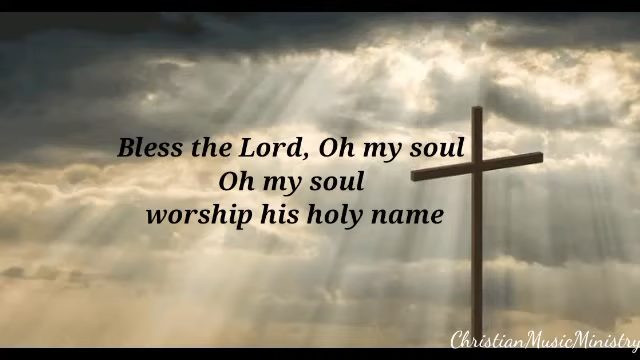 Bless the Lord, Oh my soul
Oh my soul
worship his holy name
ChristianMusicMinistry